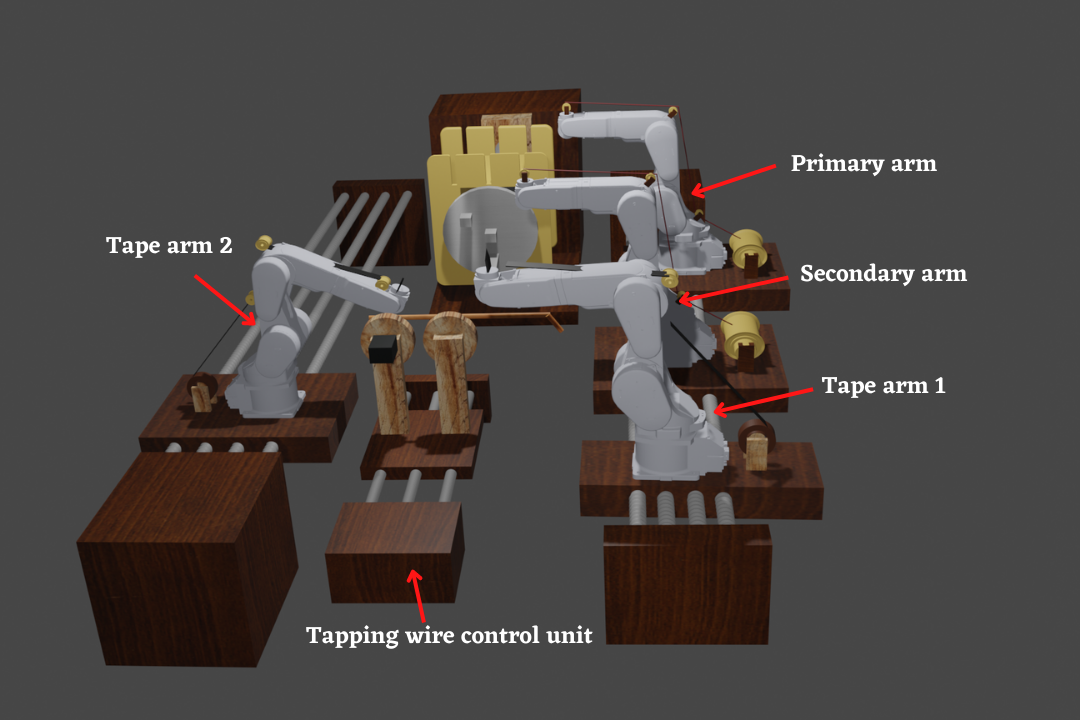 Primary arm
Tape arm 2
Secondary arm
Tape arm 1
Tapping wire control unit